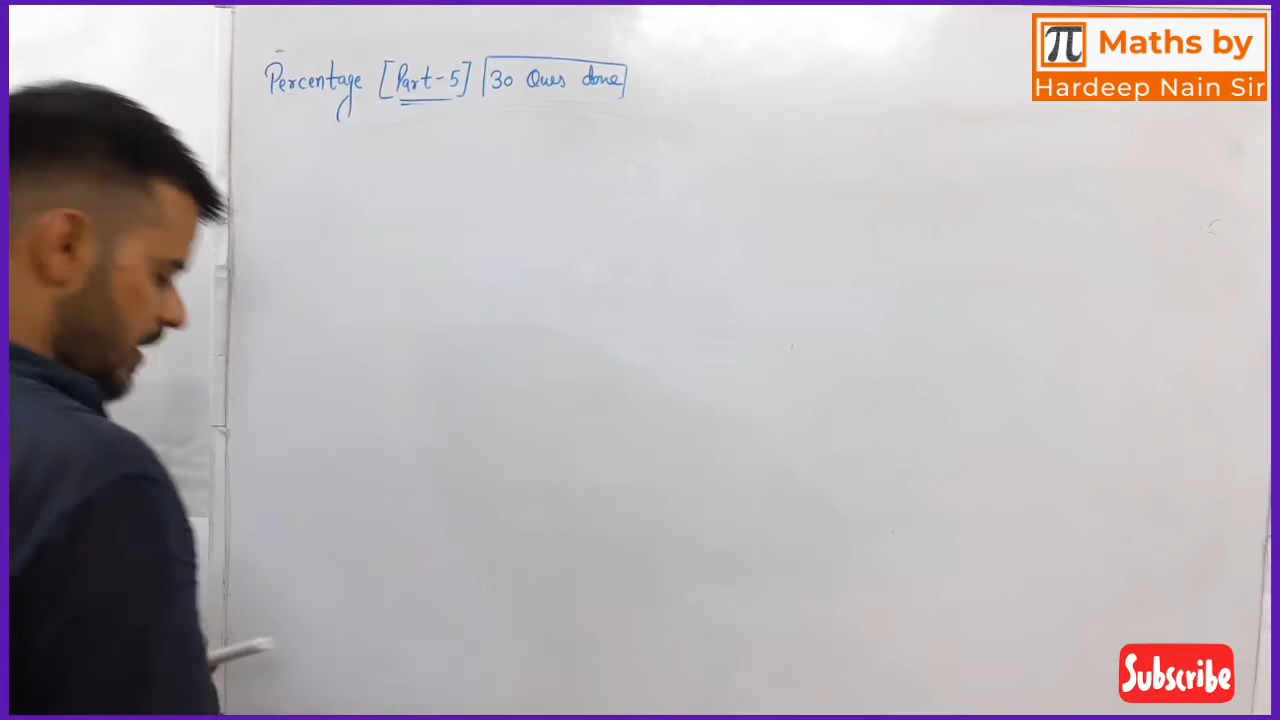 Percentage [Part-5] 30 Ques done
π Maths by
Hardeep Nain Sir
Subscribe